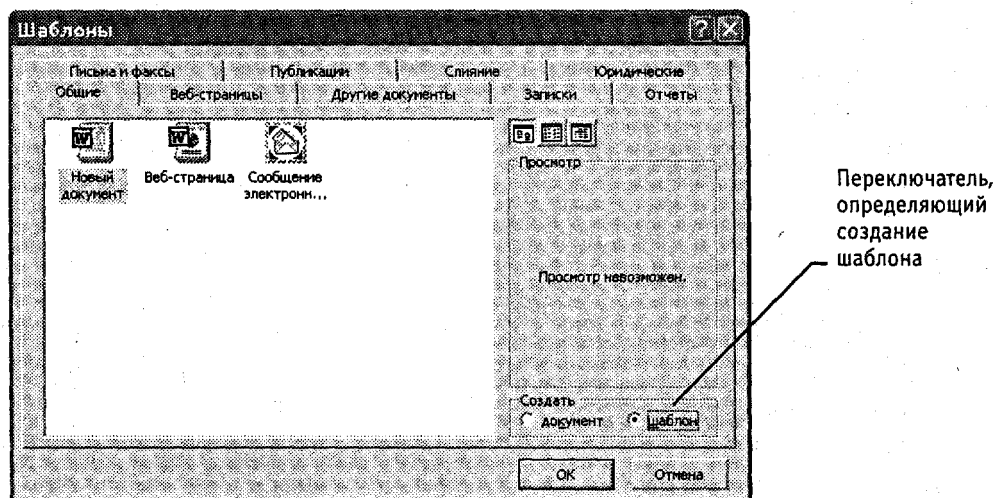 Шаблоны
Письма и факсы Публикации Слияние Юридические
Общие Веб-страницы Другие документы Записки Отчеты
Новый документ
Веб-страница
Сообщение электронн...
Просмотр
Просмотр невозможен.
Создать
документ шаблон
ОК Отмена
Переключатель,
определяющий
создание
шаблона